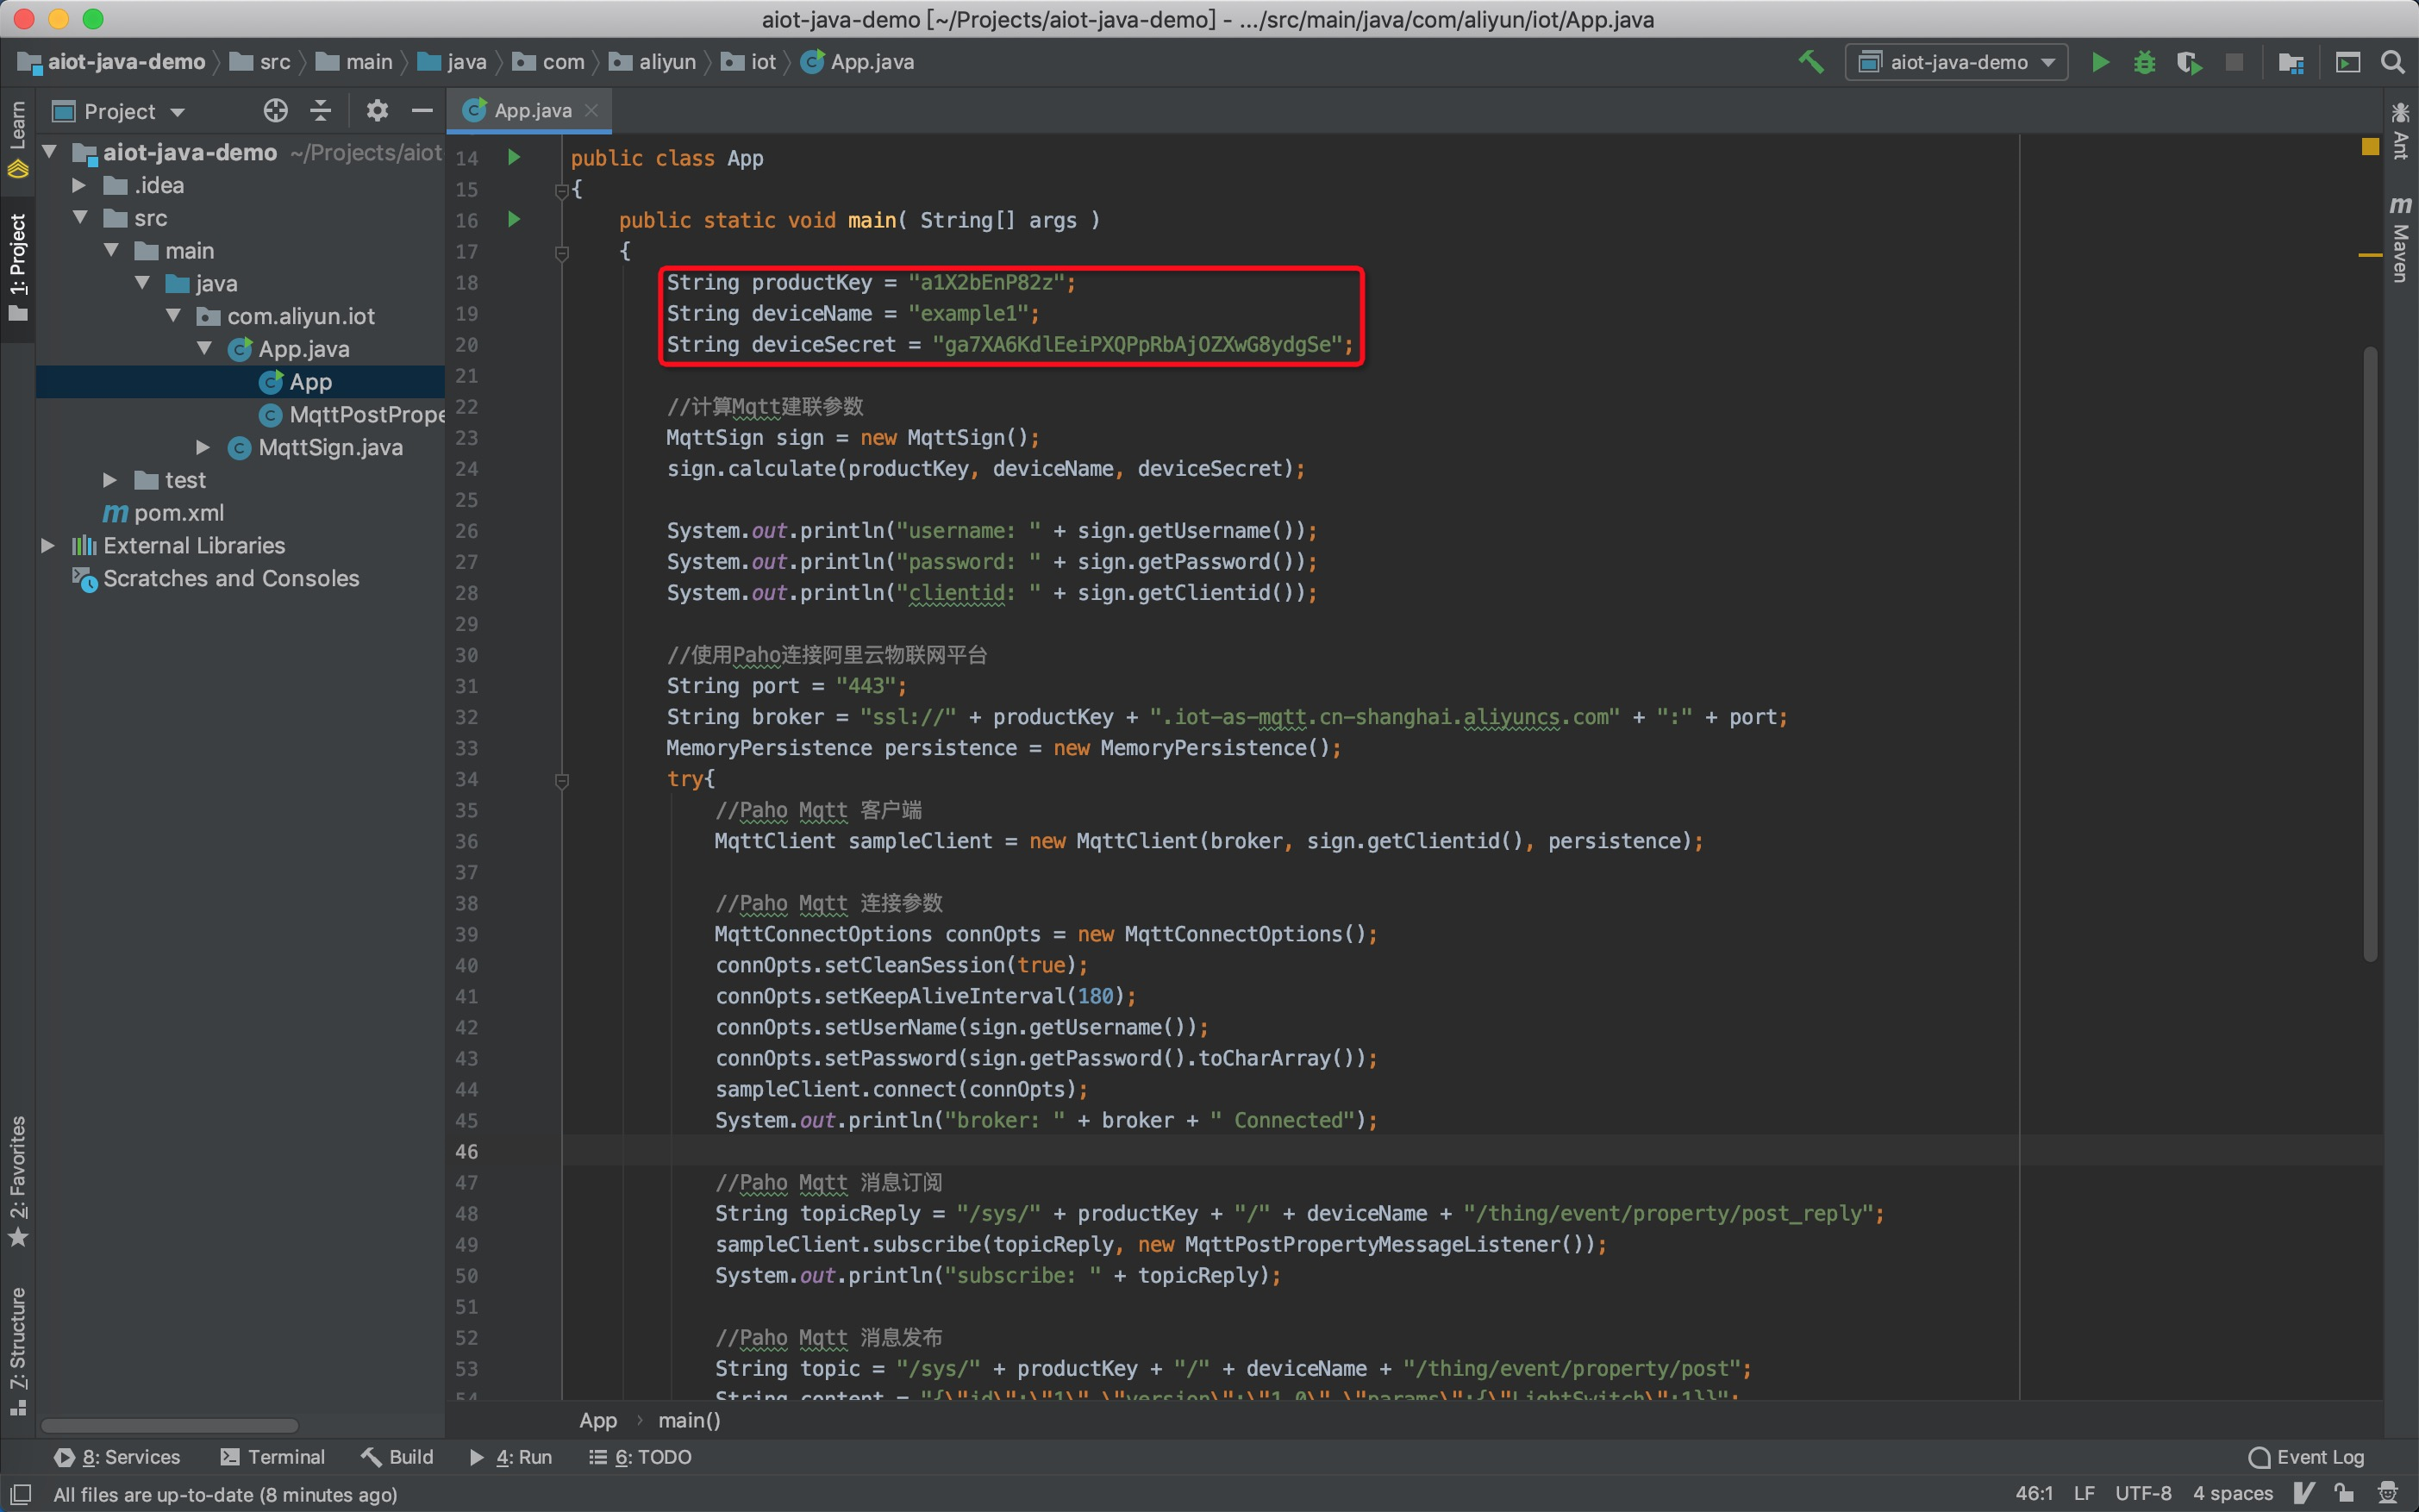 aiot-java-demo [~/Projects/aiot-java-demo] - .../src/main/java/com/aliyun/iot/App.java
aiot-java-demo src main java com aliyun iot App.java
aiot-java-demo
Learn
1: Project
2: Favorites
7: Structure
Project
aiot-java-demo ~/Projects/aiot
.idea
src
main
java
com.aliyun.iot
App.java
App
MqttPostPrope
MqttSign.java
test
pom.xml
External Libraries
Scratches and Consoles
App.java
14 public class App
15 {
16 public static void main( String[] args )
17 {
18 String productKey = "a1X2bEnP82z";
19 String deviceName = "example1";
20 String deviceSecret = "ga7XA6KdlEeiPXQPpRbAjOZXwG8ydgSe";
21
22 //计算Mqtt建联参数
23 MqttSign sign = new MqttSign();
24 sign.calculate(productKey, deviceName, deviceSecret);
25
26 System.out.println("username: " + sign.getUsername());
27 System.out.println("password: " + sign.getPassword());
28 System.out.println("clientid: " + sign.getClientid());
29
30 //使用Paho连接阿里云物联网平台
31 String port = "443";
32 String broker = "ssl://" + productKey + ".iot-as-mqtt.cn-shanghai.aliyuncs.com" + ":" + port;
33 MemoryPersistence persistence = new MemoryPersistence();
34 try{
35 //Paho Mqtt 客户端
36 MqttClient sampleClient = new MqttClient(broker, sign.getClientid(), persistence);
37
38 //Paho Mqtt 连接参数
39 MqttConnectOptions connOpts = new MqttConnectOptions();
40 connOpts.setCleanSession(true);
41 connOpts.setKeepAliveInterval(180);
42 connOpts.setUserName(sign.getUsername());
43 connOpts.setPassword(sign.getPassword().toCharArray());
44 sampleClient.connect(connOpts);
45 System.out.println("broker: " + broker + " Connected");
46
47 //Paho Mqtt 消息订阅
48 String topicReply = "/sys/" + productKey + "/" + deviceName + "/thing/event/property/post_reply";
49 sampleClient.subscribe(topicReply, new MqttPostPropertyMessageListener());
50 System.out.println("subscribe: " + topicReply);
51
52 //Paho Mqtt 消息发布
53 String topic = "/sys/" + productKey + "/" + deviceName + "/thing/event/property/post";
54 String content = "{\"id\":\"1\",\"version\":\"1.0\",\"params\":{\"LightSwitch\":1}}";
App main()
Ant
Maven
8: Services Terminal Build 4: Run 6: TODO Event Log
All files are up-to-date (8 minutes ago) 46:1 LF UTF-8 4 spaces